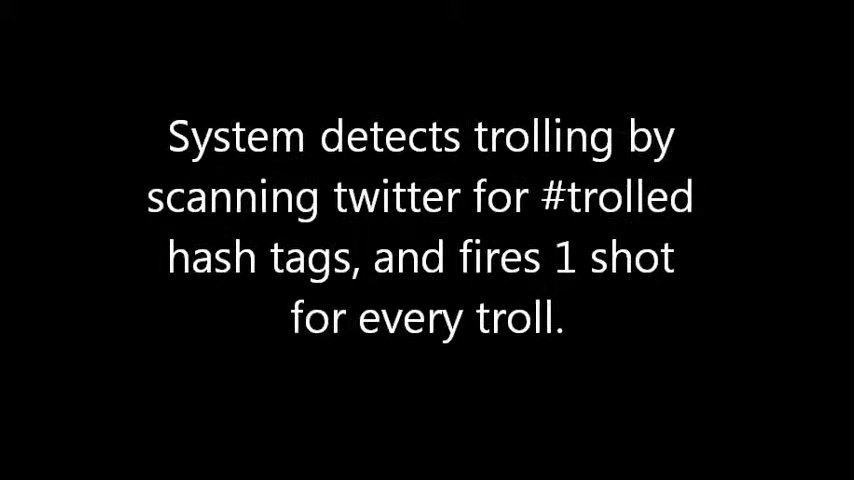 System detects trolling by
scanning twitter for #trolled
hash tags, and fires 1 shot
for every troll.